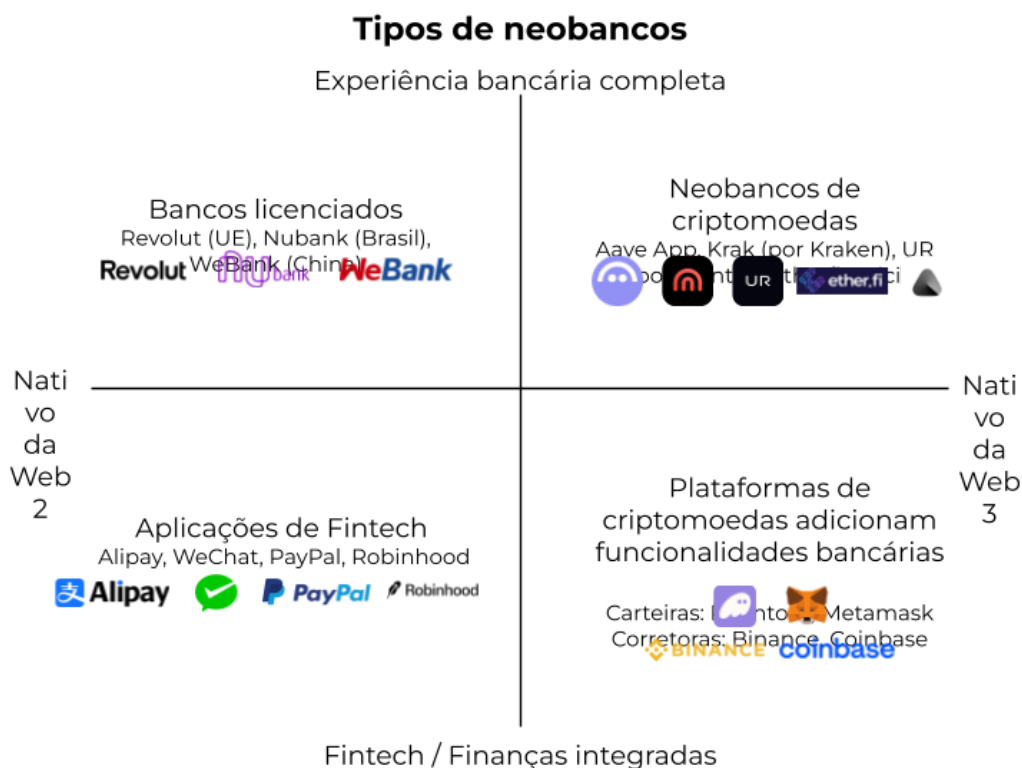 Tipos de neobancos
Experiência bancária completa
Bancos licenciados
Revolut (UE), Nubank (Brasil),
WeBank (China)
Revolut
nu bank
WeBank
Neobancos de
criptomoedas
Aave App, Krak (por Kraken), UR
UR
ether.fi
Nati
vo
da
Web
2
Nati
vo
da
Web
3
Aplicações de Fintech
Alipay, WeChat, PayPal, Robinhood
支 Alipay
PayPal
Robinhood
Plataformas de
criptomoedas adicionam
funcionalidades bancárias
Carteiras: Metamask
Corretoras: Binance, Coinbase
BINANCE
coinbase
Fintech / Finanças integradas